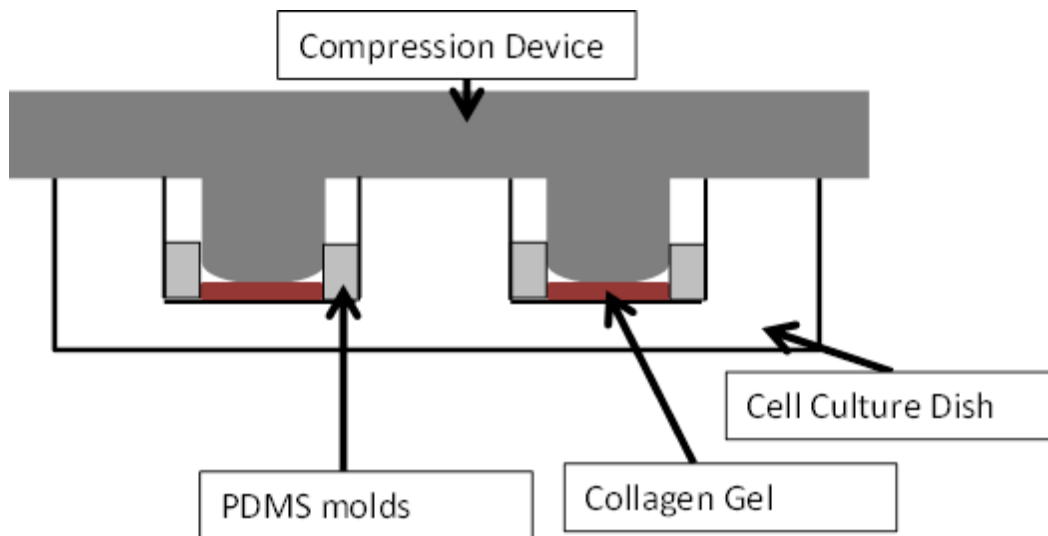 Compression Device
Cell Culture Dish
PDMS molds
Collagen Gel